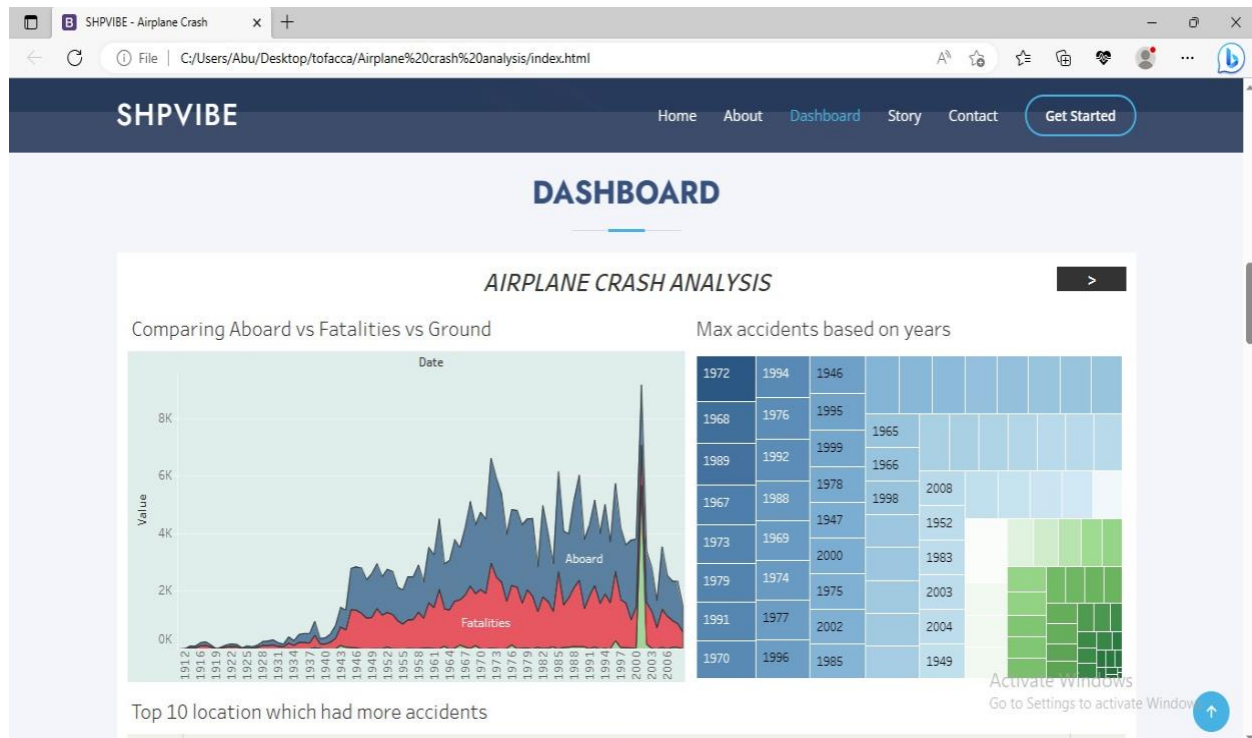 SHPVIBE - Airplane Crash
File | C:/Users/Abu/Desktop/tofacca/Airplane%20crash%20analysis/index.html
SHPVIBE
Home About Dashboard Story Contact Get Started
DASHBOARD
AIRPLANE CRASH ANALYSIS
>
Comparing Aboard vs Fatalities vs Ground
Max accidents based on years
Date
8K
6K
4K
2K
0K
Value
Aboard
Fatalities
1912 1916 1919 1922 1925 1928 1931 1934 1937 1940 1943 1946 1949 1952 1955 1958 1961 1964 1967 1970 1973 1976 1979 1982 1985 1988 1991 1994 1997 2000 2003 2006
1972 1994 1946
1968 1976 1995 1965
1989 1992 1999 1966
1967 1988 1978 1998 2008
1973 1969 1947 1952
1979 1974 2000 1983
1991 1977 1975 2003
1970 1996 2002 2004
1985 1949
Activate Windows
Go to Settings to activate Window
Top 10 location which had more accidents